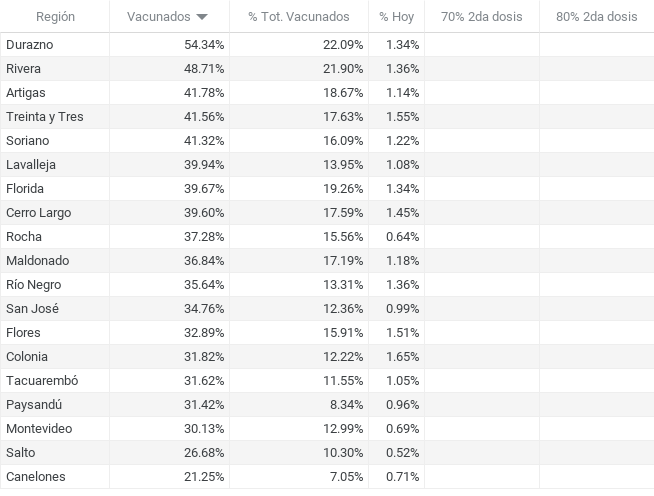 Región Vacunados % Tot. Vacunados % Hoy 70% 2da dosis 80% 2da dosis
Durazno 54.34% 22.09% 1.34%
Rivera 48.71% 21.90% 1.36%
Artigas 41.78% 18.67% 1.14%
Treinta y Tres 41.56% 17.63% 1.55%
Soriano 41.32% 16.09% 1.22%
Lavalleja 39.94% 13.95% 1.08%
Florida 39.67% 19.26% 1.34%
Cerro Largo 39.60% 17.59% 1.45%
Rocha 37.28% 15.56% 0.64%
Maldonado 36.84% 17.19% 1.18%
Río Negro 35.64% 13.31% 1.36%
San José 34.76% 12.36% 0.99%
Flores 32.89% 15.91% 1.51%
Colonia 31.82% 12.22% 1.65%
Tacuarembó 31.62% 11.55% 1.05%
Paysandú 31.42% 8.34% 0.96%
Montevideo 30.13% 12.99% 0.69%
Salto 26.68% 10.30% 0.52%
Canelones 21.25% 7.05% 0.71%